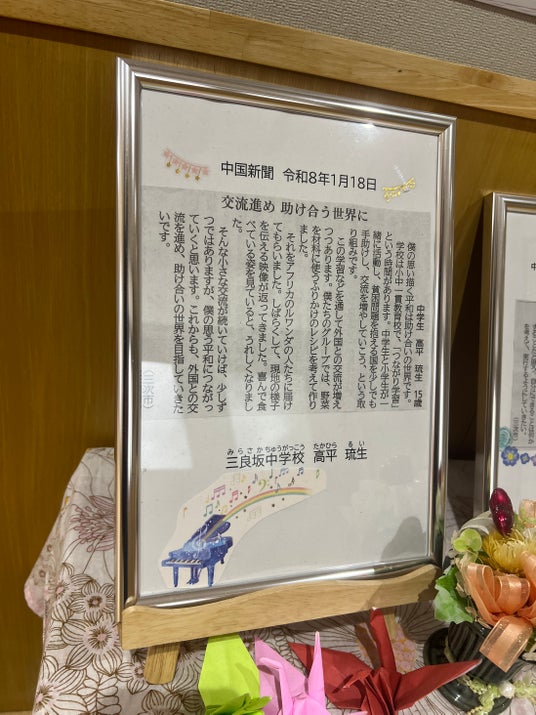 中国新聞 令和8年1月18日
交流進め 助け合う世界に
中学生 高平 琉生 15歳
僕の思い描く平和は助け合いの世界です。
学校は小中一貫教育校で、「つながり学習」
という時間があります。中学生と小学生が一
緒に活動し、貧困問題を抱える国を少しでも
手助けし、交流を増やしていこう、という取
り組みです。
この学習などを通して外国との交流が増え
つつあります。僕たちのグループでは、野菜
を材料に使うふりかけのレシピを考えて作り
ました。
それをアフリカのルワンダの人たちに届け
てもらいました。しばらくして、現地の様子
を伝える映像が返ってきました。喜んで食
べている姿を見ていると、うれしくなりまし
た。
そんな小さな交流が続いていけば、少しず
つではありますが、僕の思う平和につながっ
ていくと思います。これからも、外国との交
流を進め、助け合いの世界を目指していきた
いです。
(三次市)
みらさかちゅうがっこう たかひら るい
三良坂中学校 高平 琉生